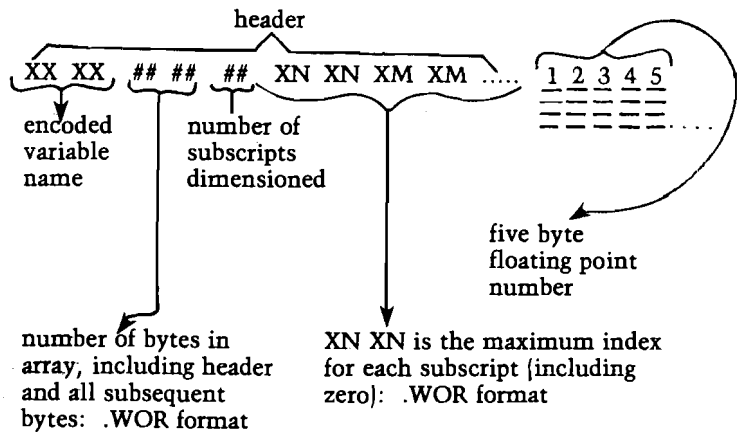 header
XX XX ## ## ## XN XN XM XM ..... 1 2 3 4 5
encoded
variable
name
number of
subscripts
dimensioned
five byte
floating point
number
number of bytes in
array, including header
and all subsequent
bytes: .WOR format
XN XN is the maximum index
for each subscript (including
zero): .WOR format